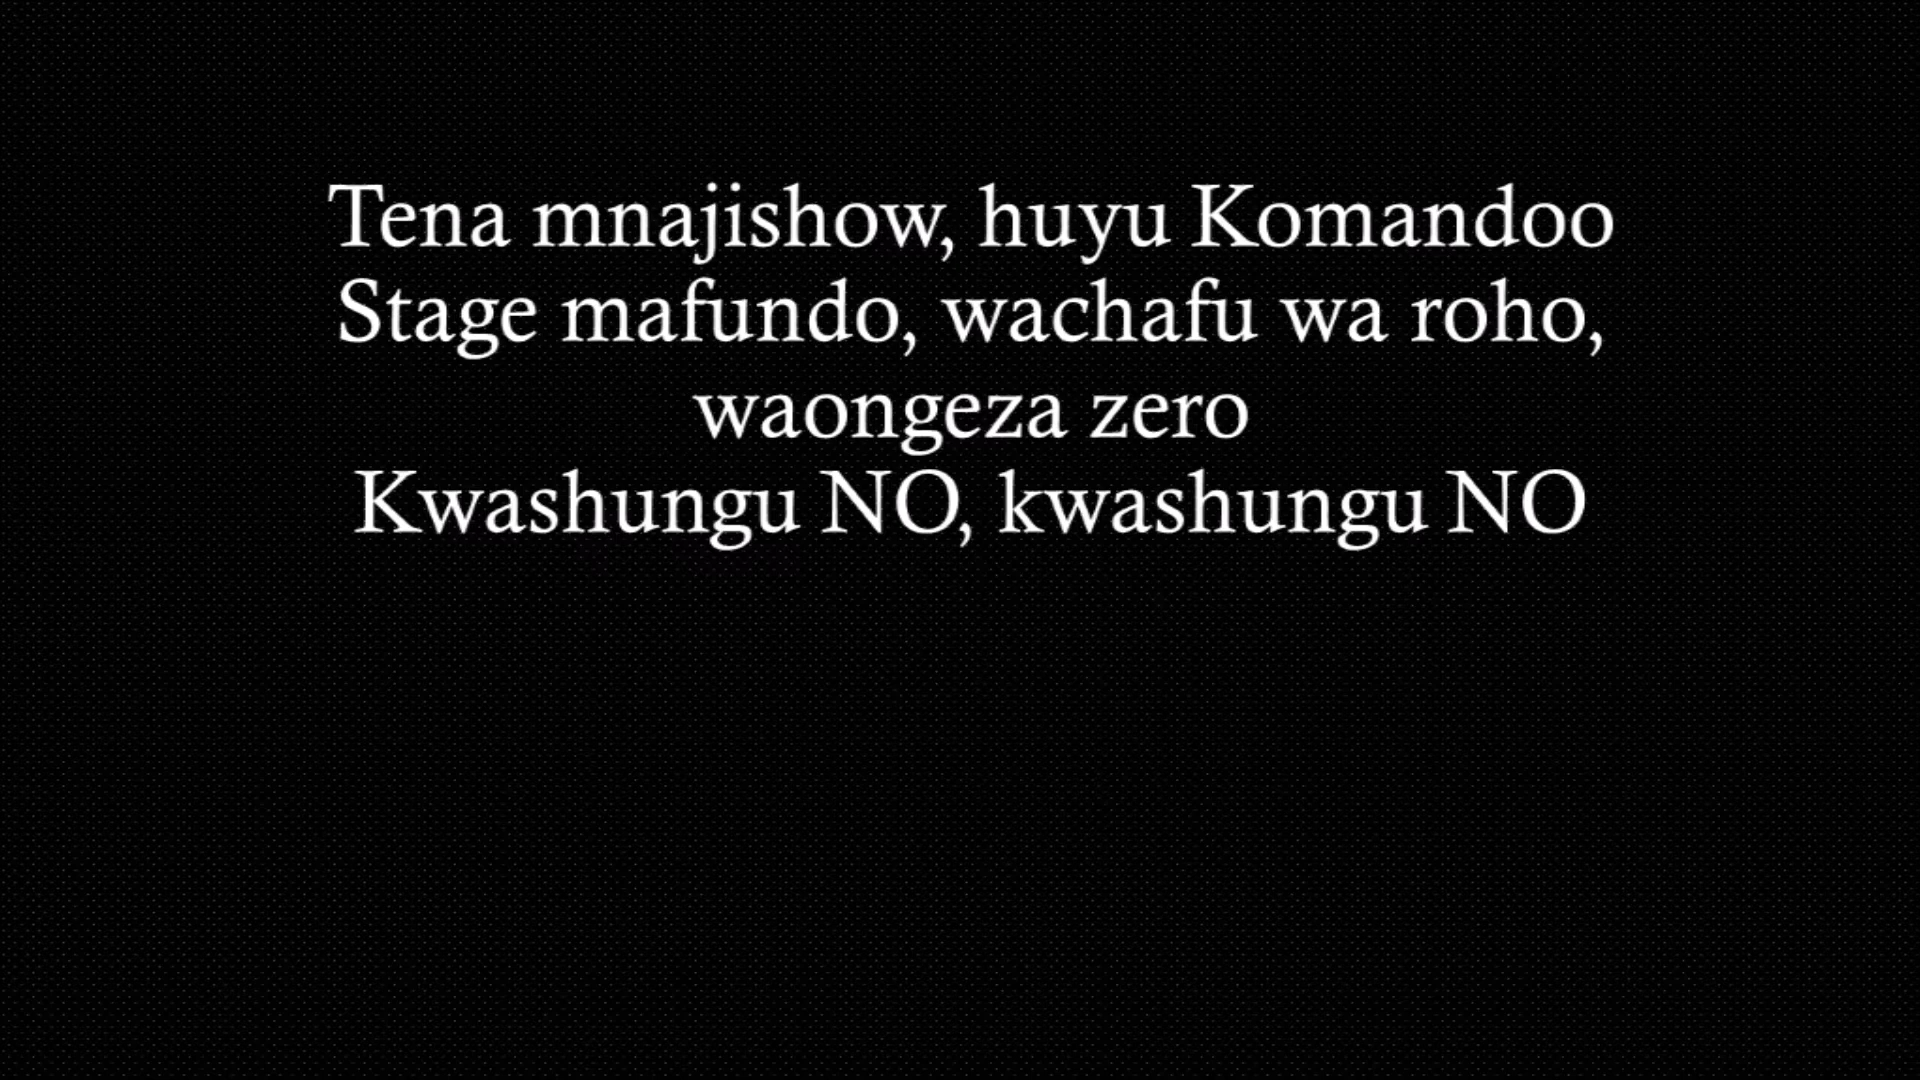 Tena mnajishow, huyu Komandoo
Stage mafundo, wachafu wa roho,
waongeza zero
Kwashungu NO, kwashungu NO